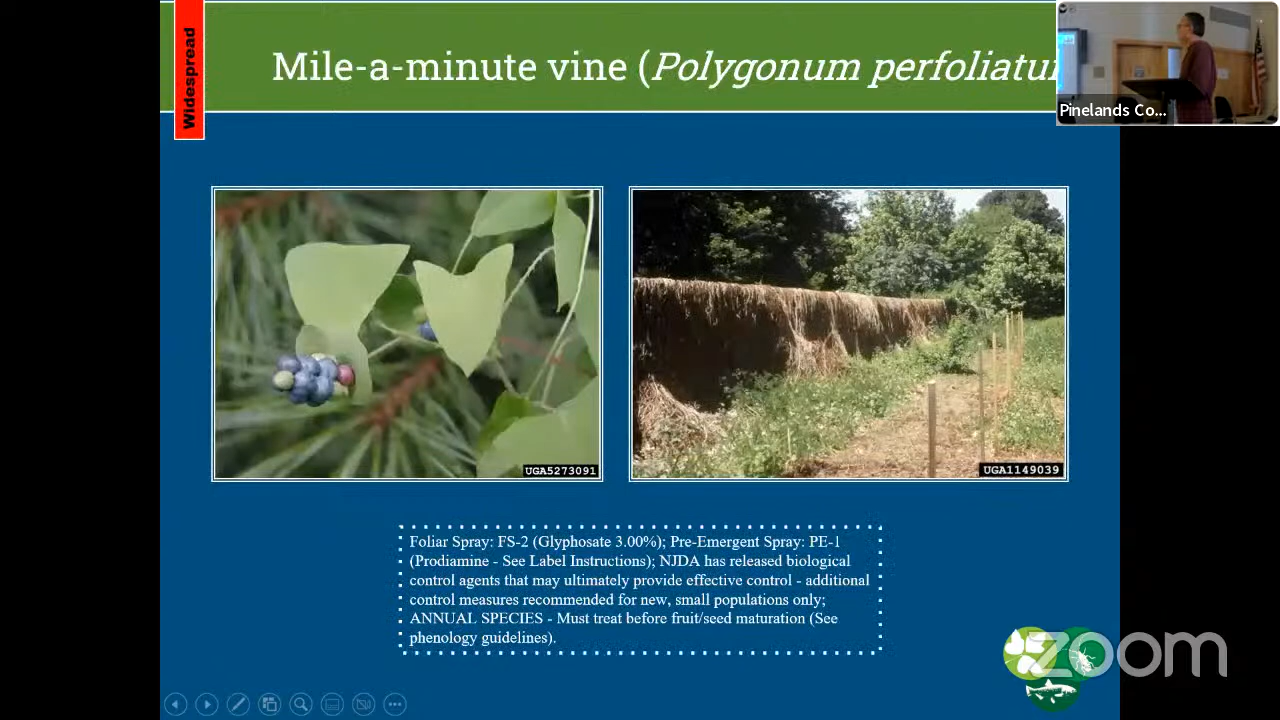 Widespread
Mile-a-minute vine (Polygonum perfoliatu
Pinelands Co...
UGA5273091
UGA1149039
Foliar Spray: FS-2 (Glyphosate 3.00%); Pre-Emergent Spray: PE-1
(Prodiamine - See Label Instructions); NJDA has released biological
control agents that may ultimately provide effective control - additional
control measures recommended for new, small populations only;
ANNUAL SPECIES - Must treat before fruit/seed maturation (See
phenology guidelines).
zoom